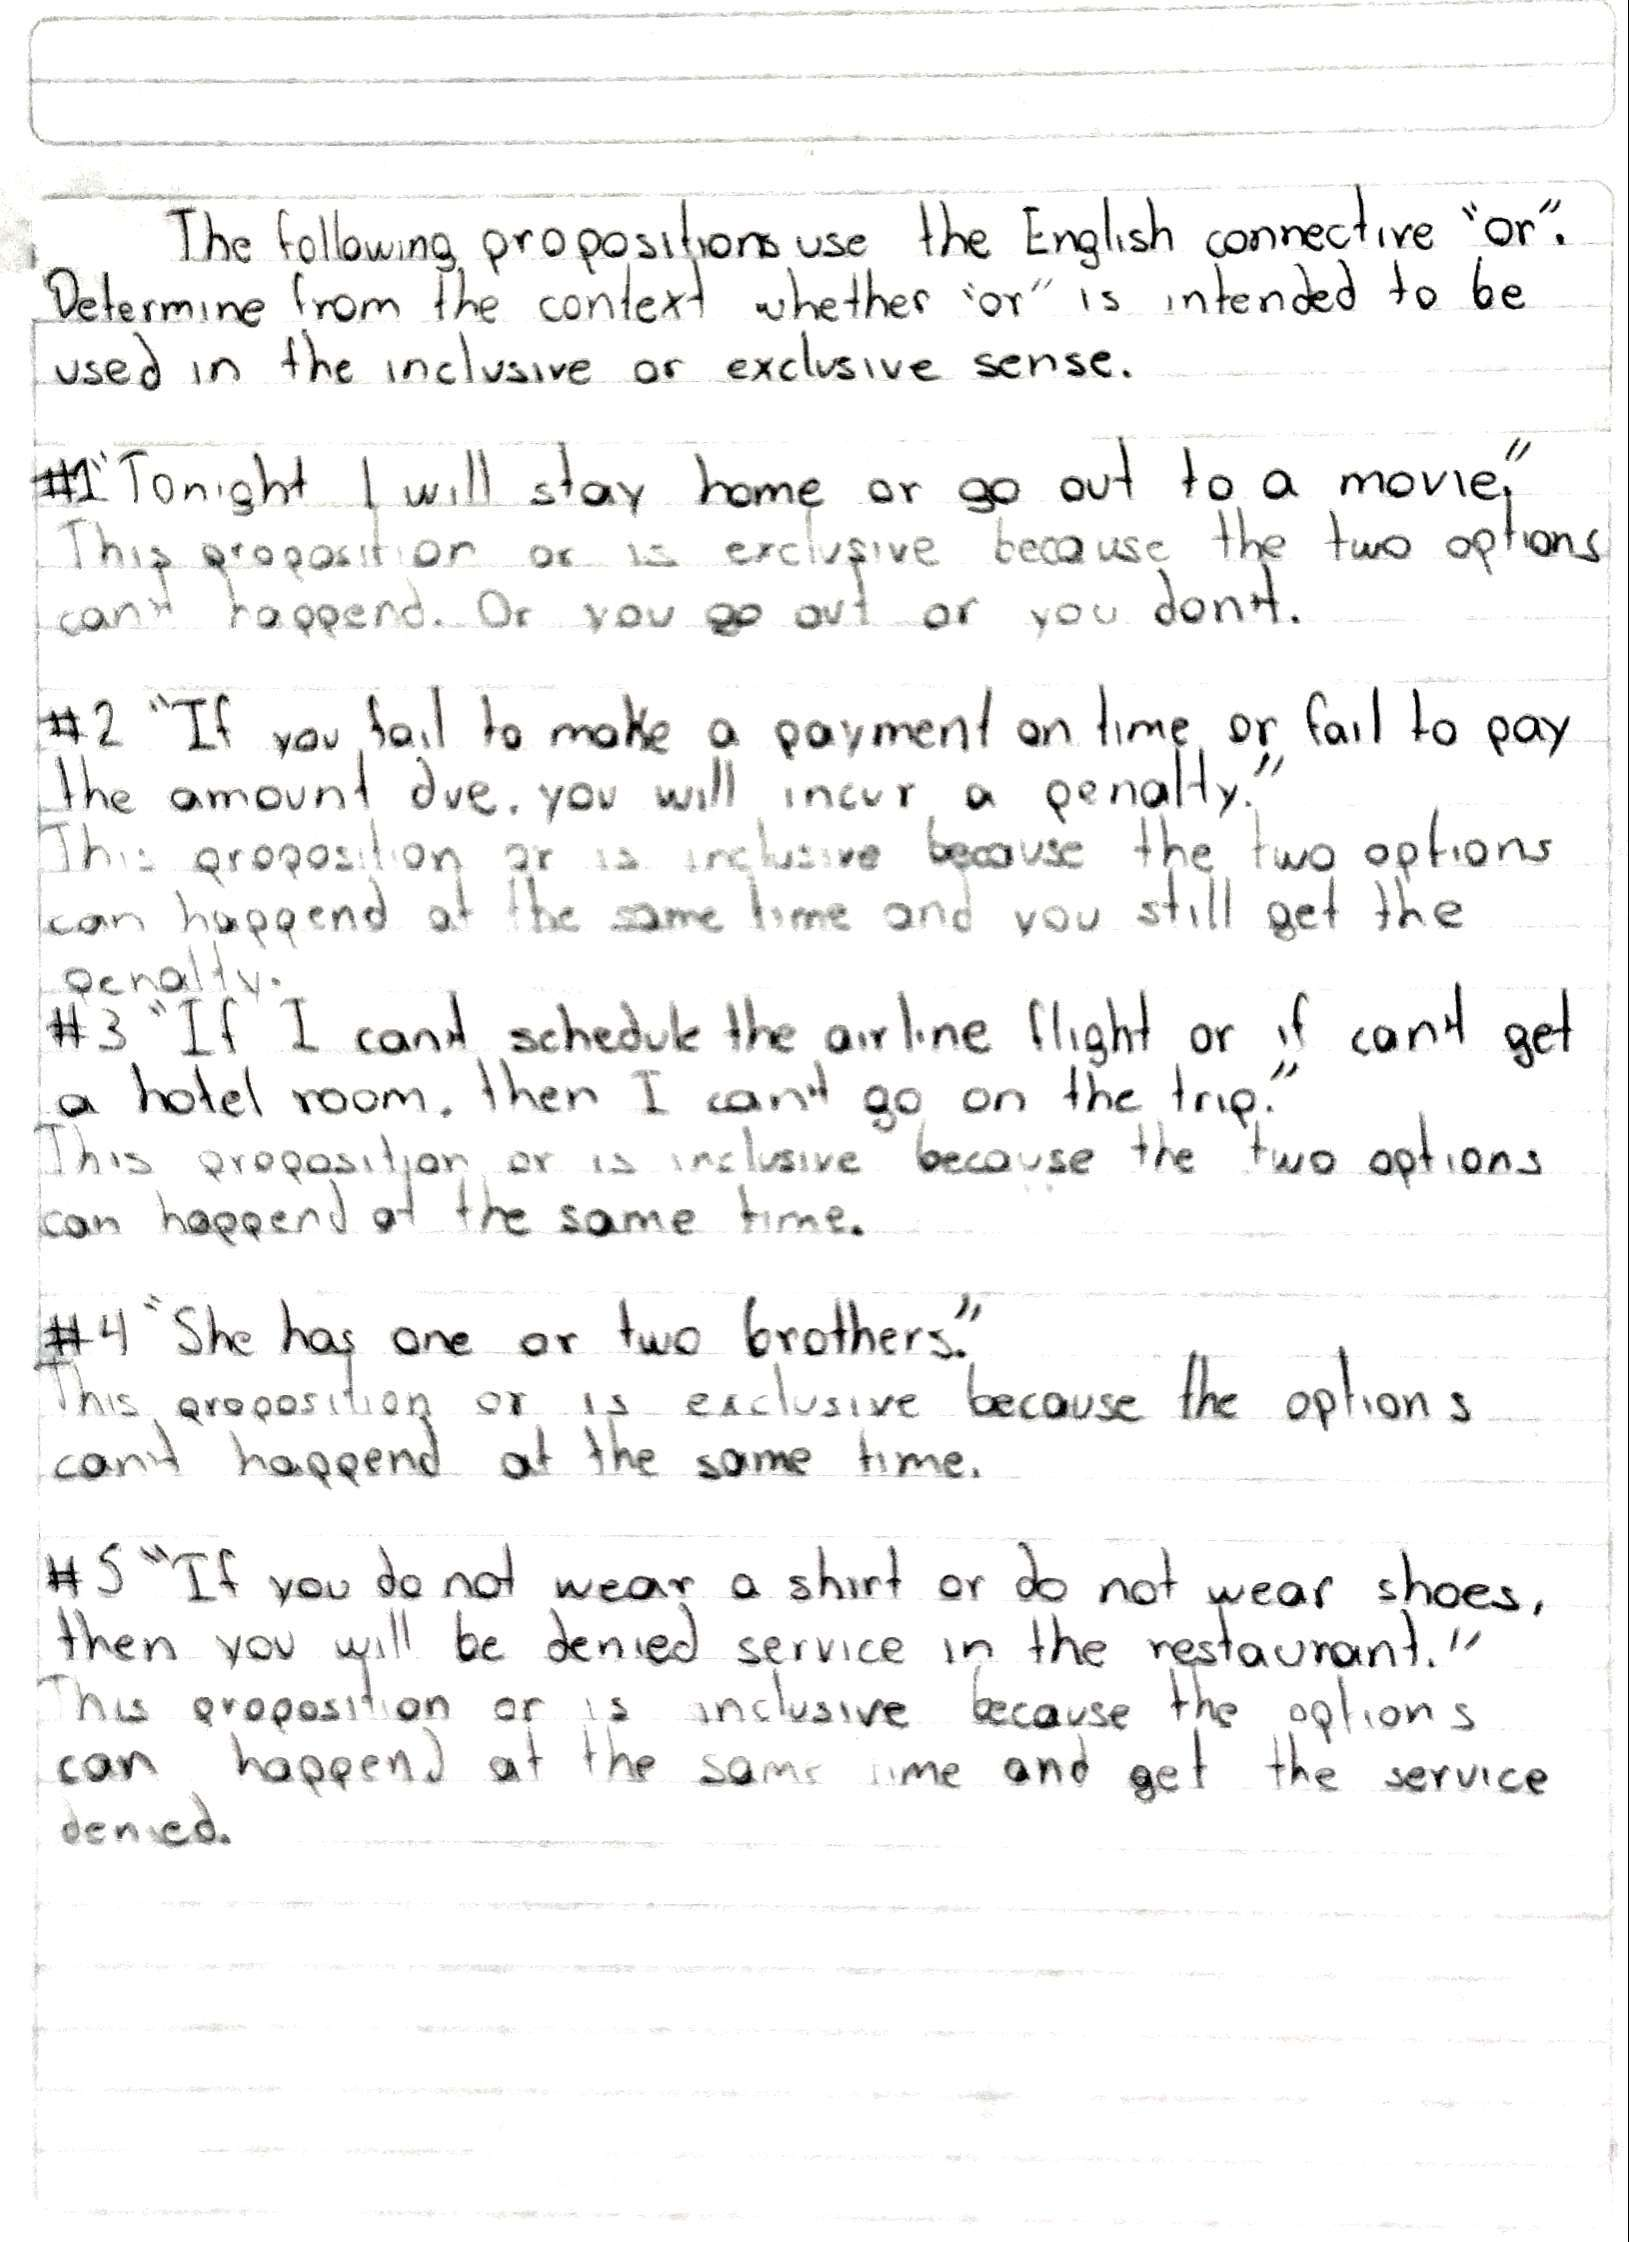 The following propositions use the English connective "or".
Determine from the context whether "or" is intended to be
used in the inclusive or exclusive sense.
#1 "Tonight I will stay home or go out to a movie."
This proposition or is exclusive because the two options
can't happend. Or you go out or you don't.
#2 "If you fail to make a payment on time or fail to pay
the amount due, you will incur a penalty."
This proposition or is inclusive because the two options
can happend at the same time and you still get the
penalty.
#3 "If I can't schedule the airline flight or if can't get
a hotel room, then I can't go on the trip."
This proposition or is inclusive because the two options
can happend at the same time.
#4 "She has one or two brothers."
This proposition or is exclusive because the options
can't happend at the same time.
#5 "If you do not wear a shirt or do not wear shoes,
then you will be denied service in the restaurant."
This proposition or is inclusive because the options
can happend at the same time and get the service
denied.